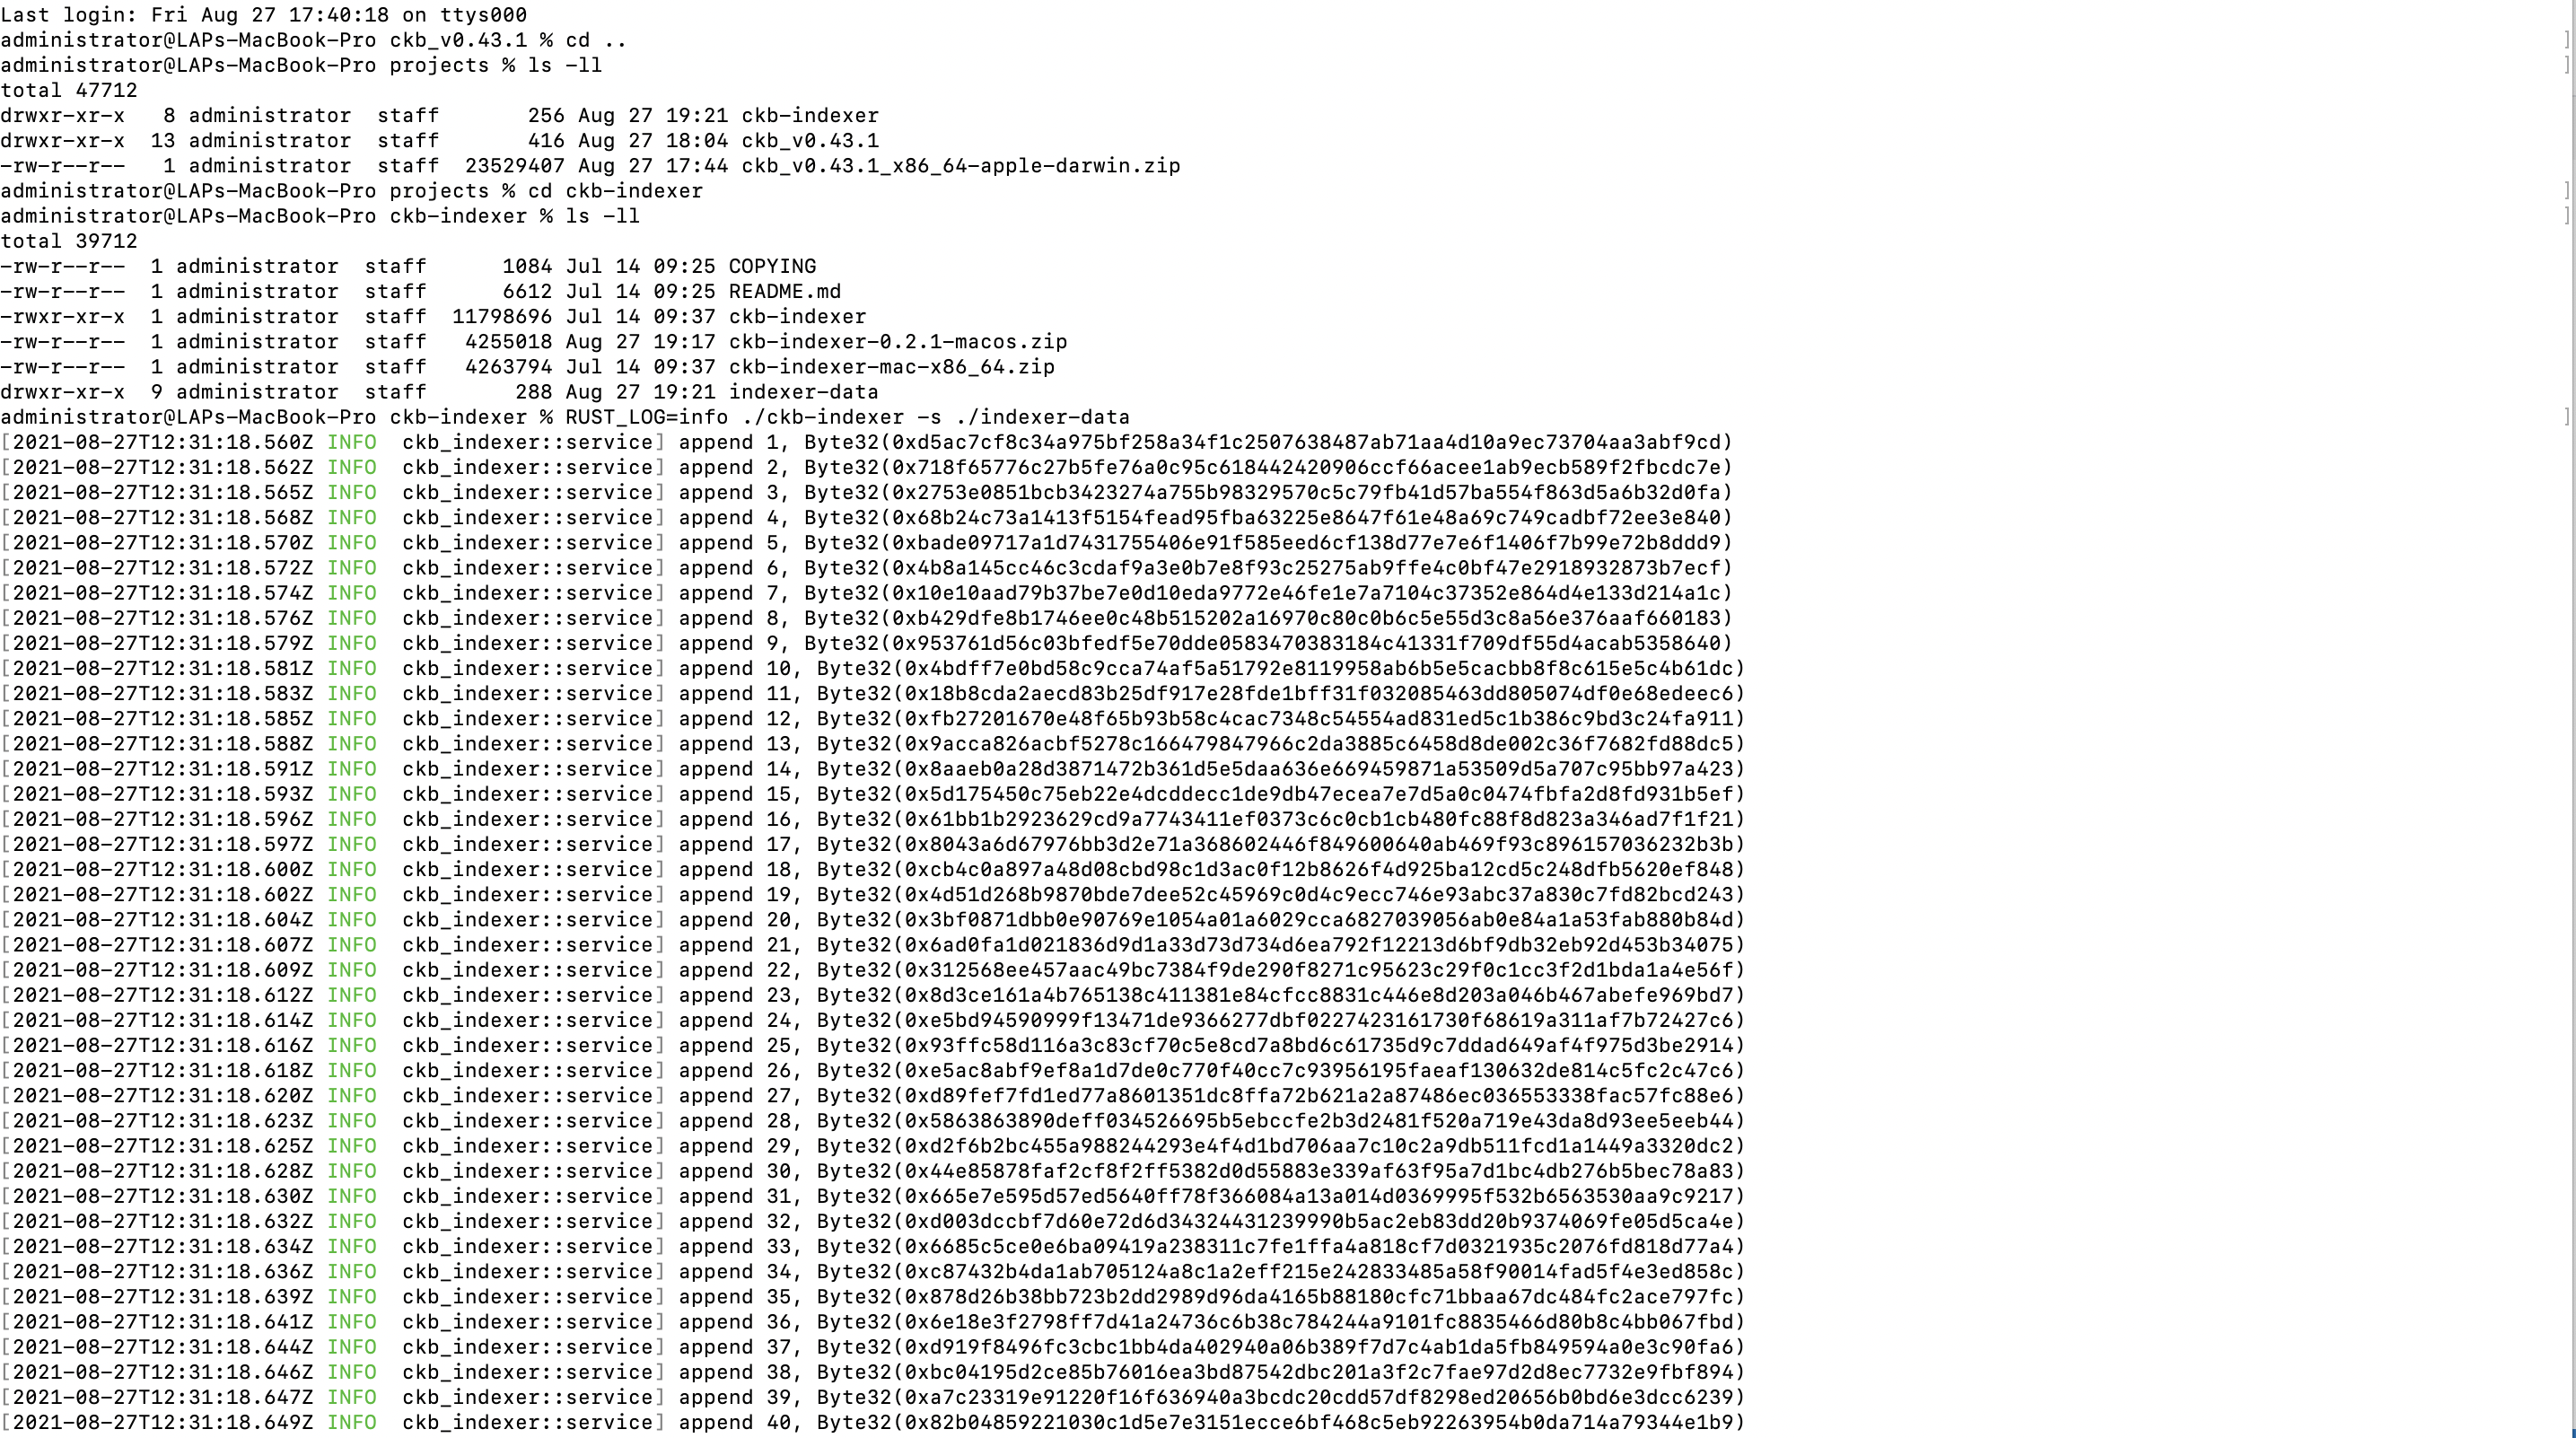 Last login: Fri Aug 27 17:40:18 on ttys000
administrator@LAPs-MacBook-Pro ckb_v0.43.1 % cd ..
administrator@LAPs-MacBook-Pro projects % ls -ll
total 47712
drwxr-xr-x   8 administrator  staff       256 Aug 27 19:21 ckb-indexer
drwxr-xr-x  13 administrator  staff       416 Aug 27 18:04 ckb_v0.43.1
-rw-r--r--   1 administrator  staff  23529407 Aug 27 17:44 ckb_v0.43.1_x86_64-apple-darwin.zip
administrator@LAPs-MacBook-Pro projects % cd ckb-indexer
administrator@LAPs-MacBook-Pro ckb-indexer % ls -ll
total 39712
-rw-r--r--  1 administrator  staff      1084 Jul 14 09:25 COPYING
-rw-r--r--  1 administrator  staff      6612 Jul 14 09:25 README.md
-rwxr-xr-x  1 administrator  staff  11798696 Jul 14 09:37 ckb-indexer
-rw-r--r--  1 administrator  staff   4255018 Aug 27 19:17 ckb-indexer-0.2.1-macos.zip
-rw-r--r--  1 administrator  staff   4263794 Jul 14 09:37 ckb-indexer-mac-x86_64.zip
drwxr-xr-x  9 administrator  staff       288 Aug 27 19:21 indexer-data
administrator@LAPs-MacBook-Pro ckb-indexer % RUST_LOG=info ./ckb-indexer -s ./indexer-data
[2021-08-27T12:31:18.560Z INFO  ckb_indexer::service] append 1, Byte32(0xd5ac7cf8c34a975bf258a34f1c2507638487ab71aa4d10a9ec73704aa3abf9cd)
[2021-08-27T12:31:18.562Z INFO  ckb_indexer::service] append 2, Byte32(0x718f65776c27b5fe76a0c95c618442420906ccf66acee1ab9ecb589f2fbcdc7e)
[2021-08-27T12:31:18.565Z INFO  ckb_indexer::service] append 3, Byte32(0x2753e0851bcb3423274a755b98329570c5c79fb41d57ba554f863d5a6b32d0fa)
[2021-08-27T12:31:18.568Z INFO  ckb_indexer::service] append 4, Byte32(0x68b24c73a1413f5154fead95fba63225e8647f61e48a69c749cadbf72ee3e840)
[2021-08-27T12:31:18.570Z INFO  ckb_indexer::service] append 5, Byte32(0xbade09717a1d7431755406e91f585eed6cf138d77e7e6f1406f7b99e72b8ddd9)
[2021-08-27T12:31:18.572Z INFO  ckb_indexer::service] append 6, Byte32(0x4b8a145cc46c3cdaf9a3e0b7e8f93c25275ab9ffe4c0bf47e2918932873b7ecf)
[2021-08-27T12:31:18.574Z INFO  ckb_indexer::service] append 7, Byte32(0x10e10aad79b37be7e0d10eda9772e46fe1e7a7104c37352e864d4e133d214a1c)
[2021-08-27T12:31:18.576Z INFO  ckb_indexer::service] append 8, Byte32(0xb429dfe8b1746ee0c48b515202a16970c80c0b6c5e55d3c8a56e376aaf660183)
[2021-08-27T12:31:18.579Z INFO  ckb_indexer::service] append 9, Byte32(0x953761d56c03bfedf5e70dde0583470383184c41331f709df55d4acab5358640)
[2021-08-27T12:31:18.581Z INFO  ckb_indexer::service] append 10, Byte32(0x4bdff7e0bd58c9cca74af5a51792e8119958ab6b5e5cacbb8f8c615e5c4b61dc)
[2021-08-27T12:31:18.583Z INFO  ckb_indexer::service] append 11, Byte32(0x18b8cda2aecd83b25df917e28fde1bff31f032085463dd805074df0e68edeec6)
[2021-08-27T12:31:18.585Z INFO  ckb_indexer::service] append 12, Byte32(0xfb27201670e48f65b93b58c4cac7348c54554ad831ed5c1b386c9bd3c24fa911)
[2021-08-27T12:31:18.588Z INFO  ckb_indexer::service] append 13, Byte32(0x9acca826acbf5278c166479847966c2da3885c6458d8de002c36f7682fd88dc5)
[2021-08-27T12:31:18.591Z INFO  ckb_indexer::service] append 14, Byte32(0x8aaeb0a28d3871472b361d5e5daa636e669459871a53509d5a707c95bb97a423)
[2021-08-27T12:31:18.593Z INFO  ckb_indexer::service] append 15, Byte32(0x5d175450c75eb22e4dcddecc1de9db47ecea7e7d5a0c0474fbfa2d8fd931b5ef)
[2021-08-27T12:31:18.596Z INFO  ckb_indexer::service] append 16, Byte32(0x61bb1b2923629cd9a7743411ef0373c6c0cb1cb480fc88f8d823a346ad7f1f21)
[2021-08-27T12:31:18.597Z INFO  ckb_indexer::service] append 17, Byte32(0x8043a6d67976bb3d2e71a368602446f849600640ab469f93c896157036232b3b)
[2021-08-27T12:31:18.600Z INFO  ckb_indexer::service] append 18, Byte32(0xcb4c0a897a48d08cbd98c1d3ac0f12b8626f4d925ba12cd5c248dfb5620ef848)
[2021-08-27T12:31:18.602Z INFO  ckb_indexer::service] append 19, Byte32(0x4d51d268b9870bde7dee52c45969c0d4c9ecc746e93abc37a830c7fd82bcd243)
[2021-08-27T12:31:18.604Z INFO  ckb_indexer::service] append 20, Byte32(0x3bf0871dbb0e90769e1054a01a6029cca6827039056ab0e84a1a53fab880b84d)
[2021-08-27T12:31:18.607Z INFO  ckb_indexer::service] append 21, Byte32(0x6ad0fa1d021836d9d1a33d73d734d6ea792f12213d6bf9db32eb92d453b34075)
[2021-08-27T12:31:18.609Z INFO  ckb_indexer::service] append 22, Byte32(0x312568ee457aac49bc7384f9de290f8271c95623c29f0c1cc3f2d1bda1a4e56f)
[2021-08-27T12:31:18.612Z INFO  ckb_indexer::service] append 23, Byte32(0x8d3ce161a4b765138c411381e84cfcc8831c446e8d203a046b467abefe969bd7)
[2021-08-27T12:31:18.614Z INFO  ckb_indexer::service] append 24, Byte32(0xe5bd94590999f13471de9366277dbf0227423161730f68619a311af7b72427c6)
[2021-08-27T12:31:18.616Z INFO  ckb_indexer::service] append 25, Byte32(0x93ffc58d116a3c83cf70c5e8cd7a8bd6c61735d9c7ddad649af4f975d3be2914)
[2021-08-27T12:31:18.618Z INFO  ckb_indexer::service] append 26, Byte32(0xe5ac8abf9ef8a1d7de0c770f40cc7c93956195faeaf130632de814c5fc2c47c6)
[2021-08-27T12:31:18.620Z INFO  ckb_indexer::service] append 27, Byte32(0xd89fef7fd1ed77a8601351dc8ffa72b621a2a87486ec036553338fac57fc88e6)
[2021-08-27T12:31:18.623Z INFO  ckb_indexer::service] append 28, Byte32(0x5863863890deff034526695b5ebccfe2b3d2481f520a719e43da8d93ee5eeb44)
[2021-08-27T12:31:18.625Z INFO  ckb_indexer::service] append 29, Byte32(0xd2f6b2bc455a988244293e4f4d1bd706aa7c10c2a9db511fcd1a1449a3320dc2)
[2021-08-27T12:31:18.628Z INFO  ckb_indexer::service] append 30, Byte32(0x44e85878faf2cf8f2ff5382d0d55883e339af63f95a7d1bc4db276b5bec78a83)
[2021-08-27T12:31:18.630Z INFO  ckb_indexer::service] append 31, Byte32(0x665e7e595d57ed5640ff78f366084a13a014d0369995f532b6563530aa9c9217)
[2021-08-27T12:31:18.632Z INFO  ckb_indexer::service] append 32, Byte32(0xd003dccbf7d60e72d6d34324431239990b5ac2eb83dd20b9374069fe05d5ca4e)
[2021-08-27T12:31:18.634Z INFO  ckb_indexer::service] append 33, Byte32(0x6685c5ce0e6ba09419a238311c7fe1ffa4a818cf7d0321935c2076fd818d77a4)
[2021-08-27T12:31:18.636Z INFO  ckb_indexer::service] append 34, Byte32(0xc87432b4da1ab705124a8c1a2eff215e242833485a58f90014fad5f4e3ed858c)
[2021-08-27T12:31:18.639Z INFO  ckb_indexer::service] append 35, Byte32(0x878d26b38bb723b2dd2989d96da4165b88180cfc71bbaa67dc484fc2ace797fc)
[2021-08-27T12:31:18.641Z INFO  ckb_indexer::service] append 36, Byte32(0x6e18e3f2798ff7d41a24736c6b38c784244a9101fc8835466d80b8c4bb067fbd)
[2021-08-27T12:31:18.644Z INFO  ckb_indexer::service] append 37, Byte32(0xd919f8496fc3cbc1bb4da402940a06b389f7d7c4ab1da5fb849594a0e3c90fa6)
[2021-08-27T12:31:18.646Z INFO  ckb_indexer::service] append 38, Byte32(0xbc04195d2ce85b76016ea3bd87542dbc201a3f2c7fae97d2d8ec7732e9fbf894)
[2021-08-27T12:31:18.647Z INFO  ckb_indexer::service] append 39, Byte32(0xa7c23319e91220f16f636940a3bcdc20cdd57df8298ed20656b0bd6e3dcc6239)
[2021-08-27T12:31:18.649Z INFO  ckb_indexer::service] append 40, Byte32(0x82b04859221030c1d5e7e3151ecce6bf468c5eb92263954b0da714a79344e1b9)